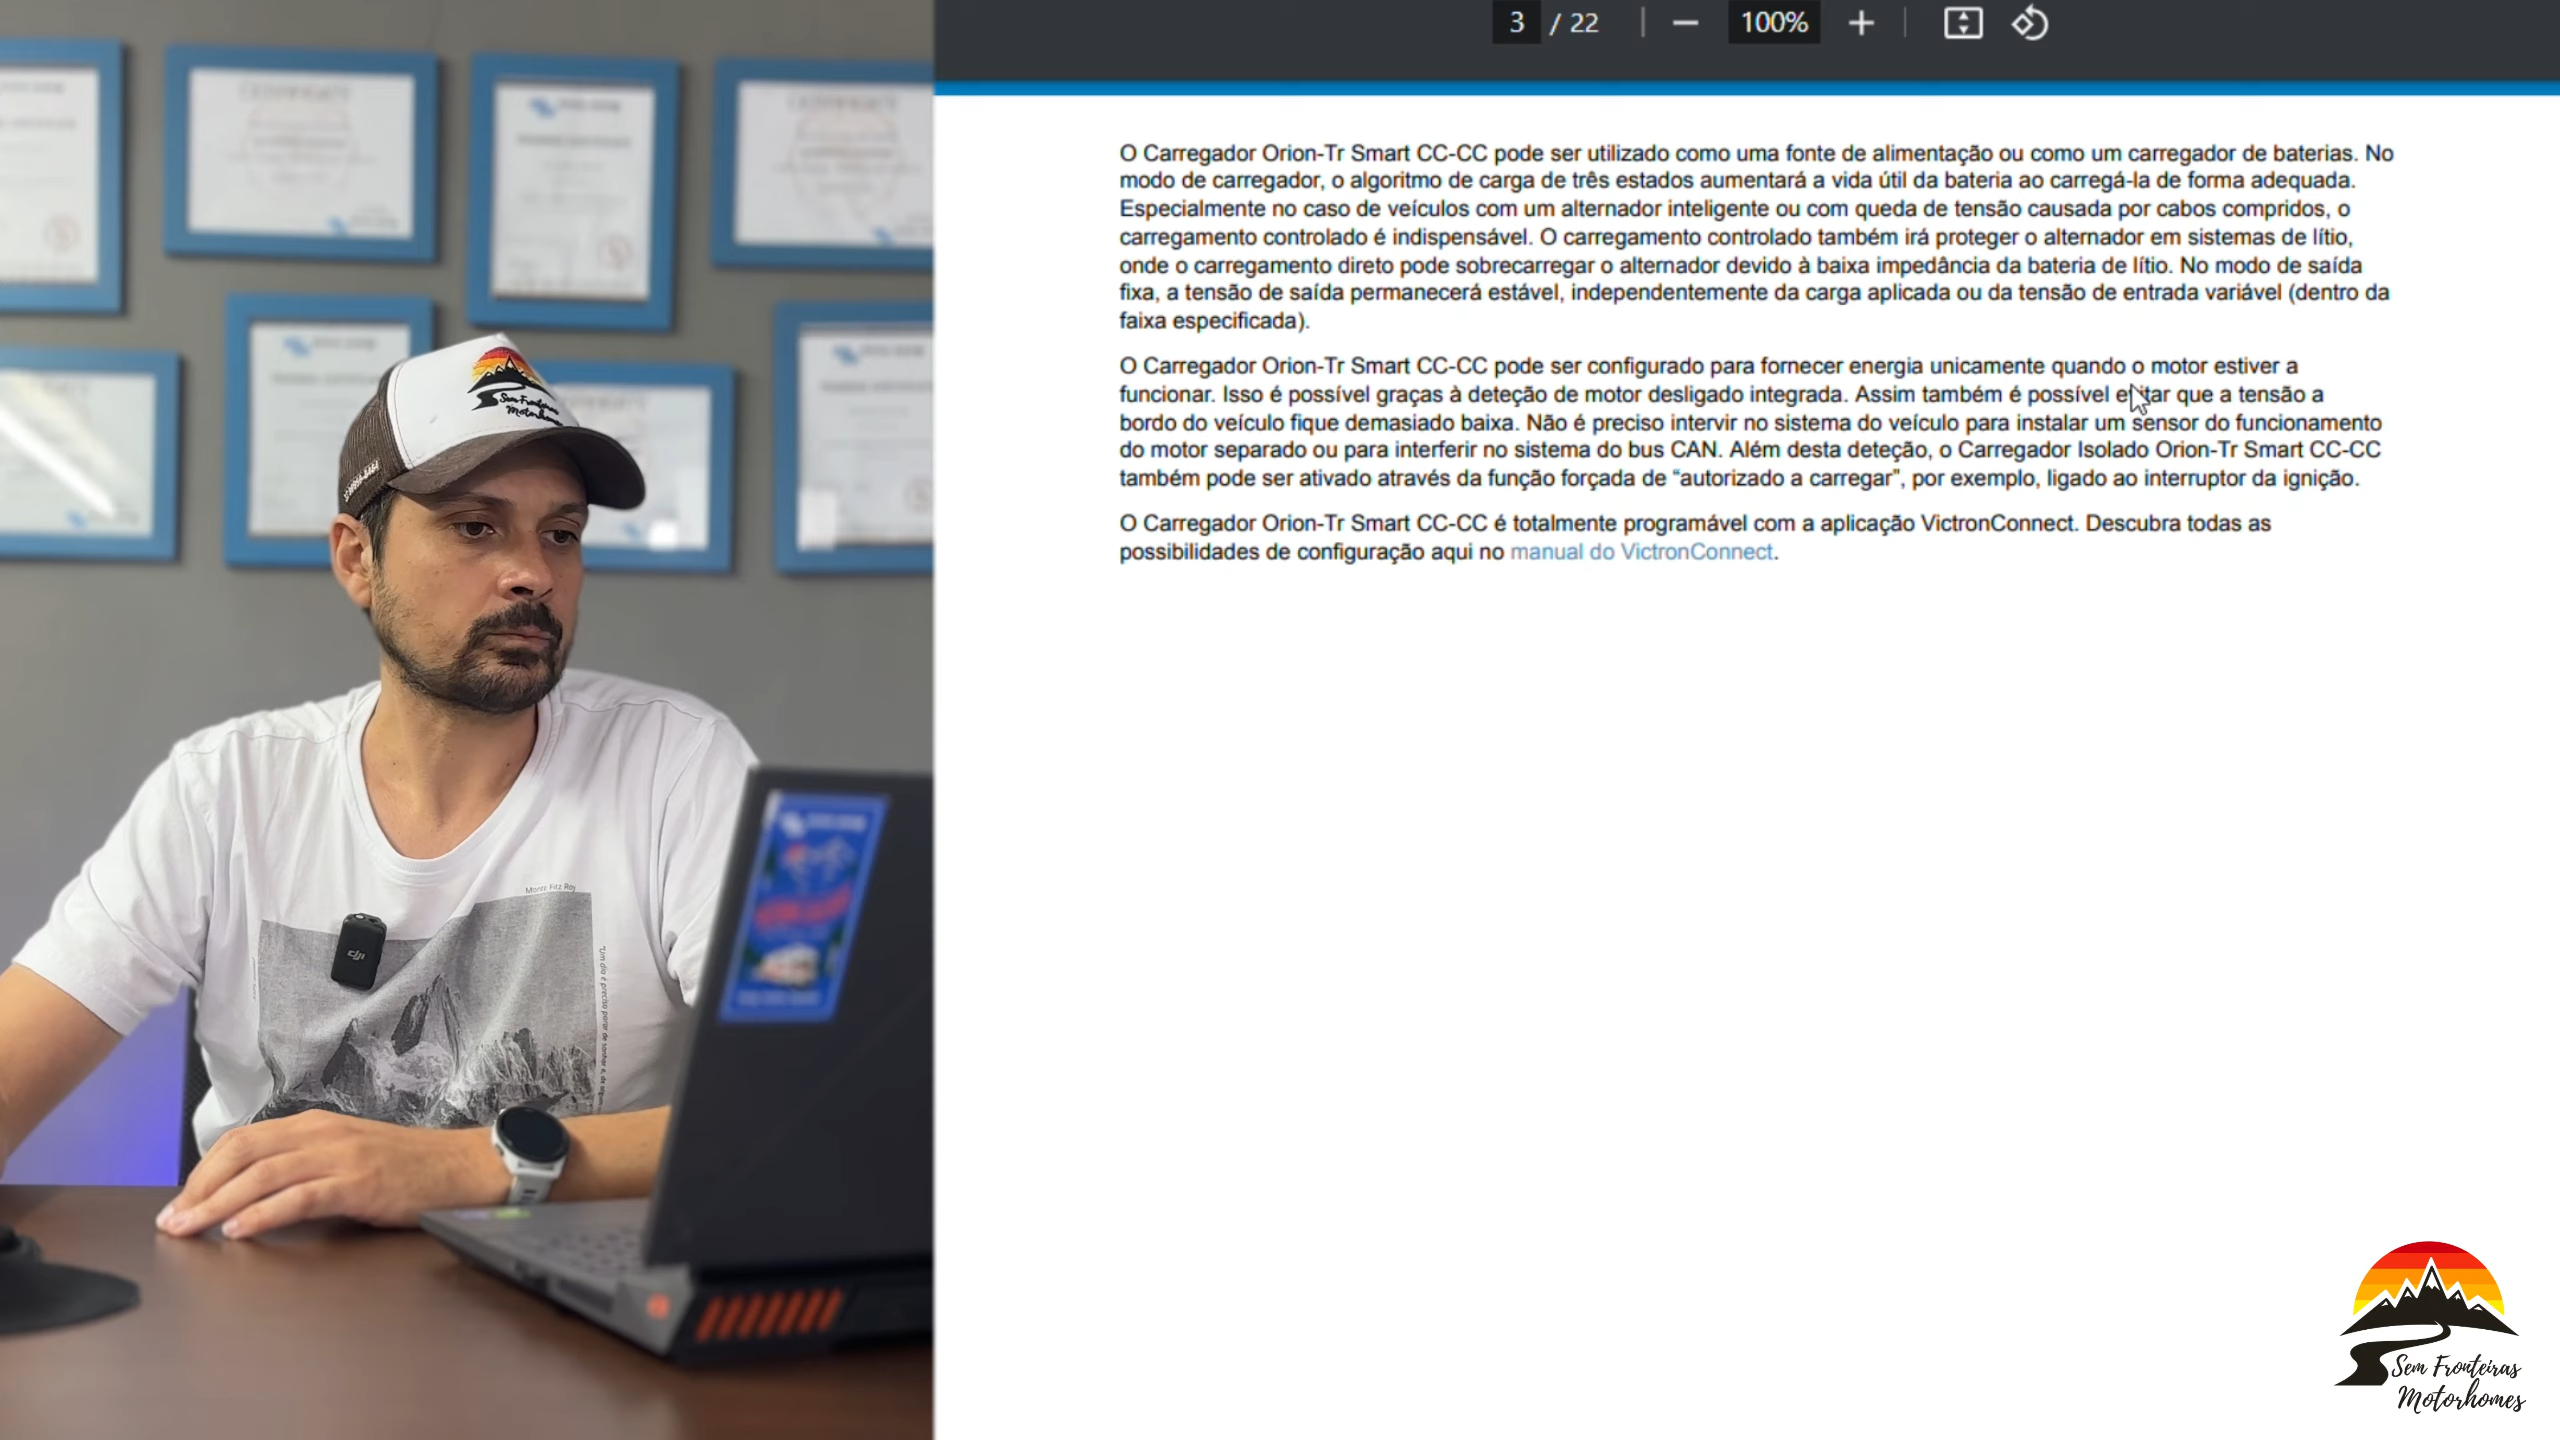 3 / 22
100%
O Carregador Orion-Tr Smart CC-CC pode ser utilizado como uma fonte de alimentação ou como um carregador de baterias. No
modo de carregador, o algoritmo de carga de três estados aumentará a vida útil da bateria ao carregá-la de forma adequada.
Especialmente no caso de veículos com um alternador inteligente ou com queda de tensão causada por cabos compridos, o
carregamento controlado é indispensável. O carregamento controlado também irá proteger o alternador em sistemas de lítio,
onde o carregamento direto pode sobrecarregar o alternador devido à baixa impedância da bateria de lítio. No modo de saída
fixa, a tensão de saída permanecerá estável, independentemente da carga aplicada ou da tensão de entrada variável (dentro da
faixa especificada).
O Carregador Orion-Tr Smart CC-CC pode ser configurado para fornecer energia unicamente quando o motor estiver a
funcionar. Isso é possível graças à deteção de motor desligado integrada. Assim também é possível evitar que a tensão a
bordo do veículo fique demasiado baixa. Não é preciso intervir no sistema do veículo para instalar um sensor do funcionamento
do motor separado ou para interferir no sistema do bus CAN. Além desta deteção, o Carregador Isolado Orion-Tr Smart CC-CC
também pode ser ativado através da função forçada de “autorizado a carregar”, por exemplo, ligado ao interruptor da ignição.
O Carregador Orion-Tr Smart CC-CC é totalmente programável com a aplicação VictronConnect. Descubra todas as
possibilidades de configuração aqui no manual do VictronConnect.
Sem Fronteiras
Motorhomes
Monte Fitz Roy
dji
Sem Fronteiras
Motorhomes